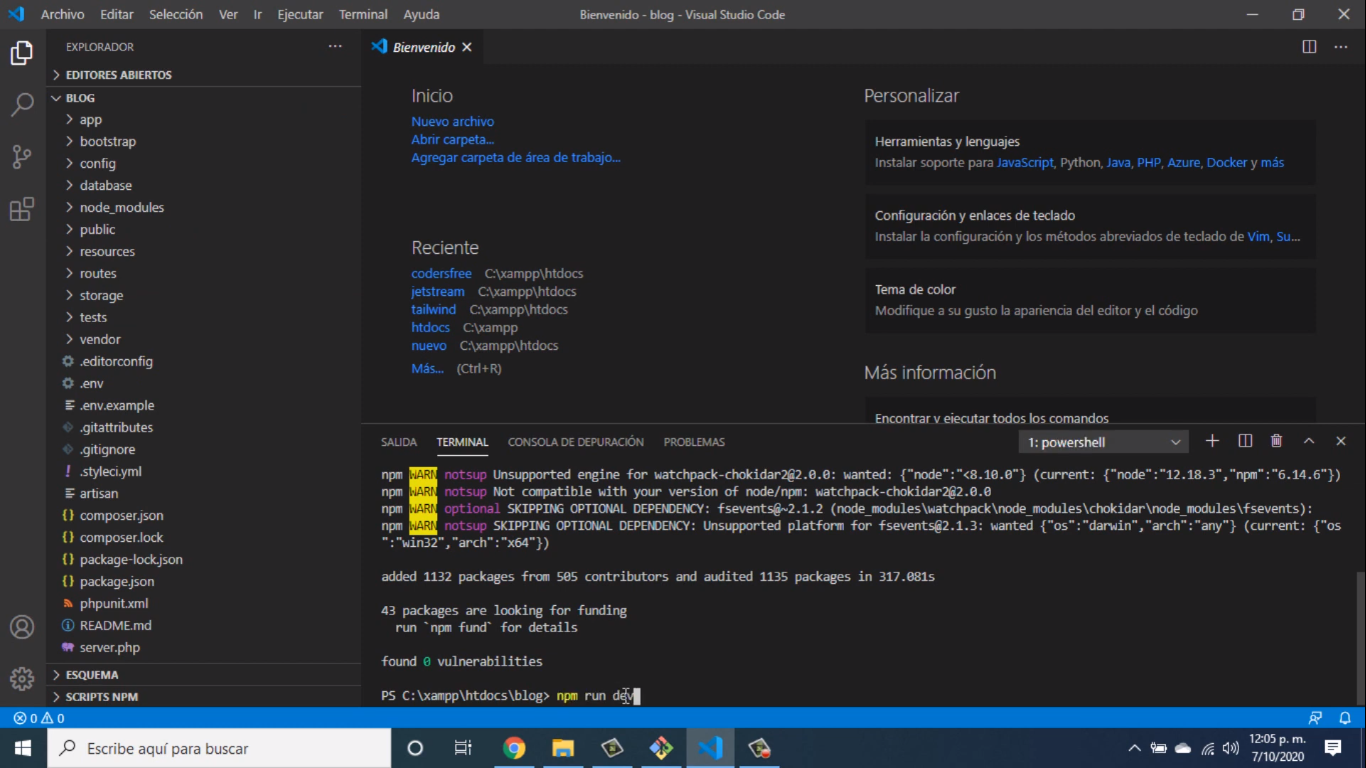 Archivo Editar Selección Ver Ir Ejecutar Terminal Ayuda
Bienvenido - blog - Visual Studio Code
EXPLORADOR
EDITORES ABIERTOS
BLOG
app
bootstrap
config
database
node_modules
public
resources
routes
storage
tests
vendor
.editorconfig
.env
.env.example
.gitattributes
.gitignore
.styleci.yml
artisan
composer.json
composer.lock
package-lock.json
package.json
phpunit.xml
README.md
server.php
ESQUEMA
SCRIPTS NPM
Bienvenido
Inicio
Nuevo archivo
Abrir carpeta...
Agregar carpeta de área de trabajo...
Reciente
codersfree C:\xampp\htdocs
jetstream C:\xampp\htdocs
tailwind C:\xampp\htdocs
htdocs C:\xampp
nuevo C:\xampp\htdocs
Más... (Ctrl+R)
Personalizar
Herramientas y lenguajes
Instalar soporte para JavaScript, Python, Java, PHP, Azure, Docker y más
Configuración y enlaces de teclado
Instalar la configuración y los métodos abreviados de teclado de Vim, Su...
Tema de color
Modifique a su gusto la apariencia del editor y el código
Más información
Encontrar y ejecutar todos los comandos
SALIDA TERMINAL CONSOLA DE DEPURACIÓN PROBLEMAS
1: powershell
npm WARN notsup Unsupported engine for watchpack-chokidar2@2.0.0: wanted: {"node":"<8.10.0"} (current: {"node":"12.18.3","npm":"6.14.6"})
npm WARN notsup Not compatible with your version of node/npm: watchpack-chokidar2@2.0.0
npm WARN optional SKIPPING OPTIONAL DEPENDENCY: fsevents@~2.1.2 (node_modules\watchpack\node_modules\chokidar\node_modules\fsevents):
npm WARN notsup SKIPPING OPTIONAL DEPENDENCY: Unsupported platform for fsevents@2.1.3: wanted {"os":"darwin","arch":"any"} (current: {"os
":"win32","arch":"x64"})
added 1132 packages from 505 contributors and audited 1135 packages in 317.081s
43 packages are looking for funding
run `npm fund` for details
found 0 vulnerabilities
PS C:\xampp\htdocs\blog> npm run dev
0 0
Escribe aquí para buscar
12:05 p. m.
7/10/2020